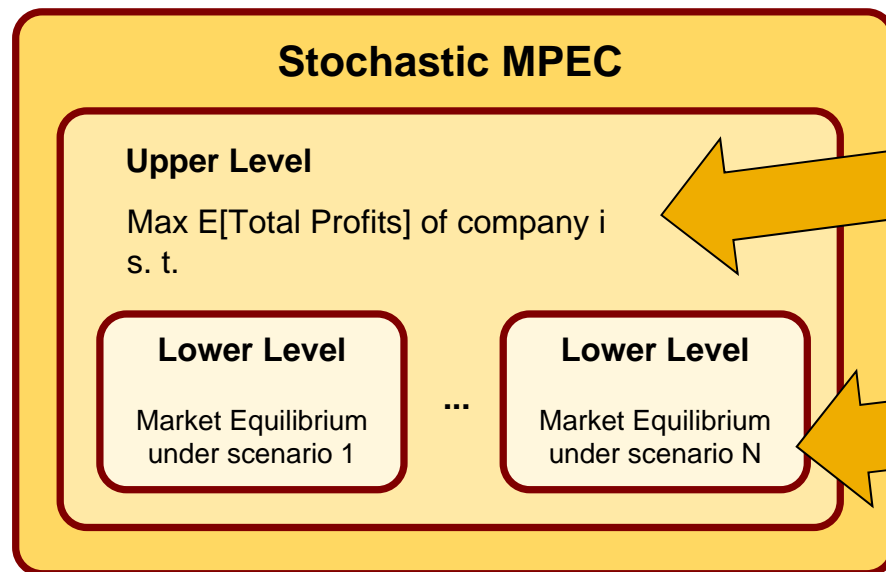 Stochastic MPEC
Upper Level
Max E[Total Profits] of company i
s. t.
Lower Level
Market Equilibrium
under scenario 1
...
Lower Level
Market Equilibrium
under scenario N